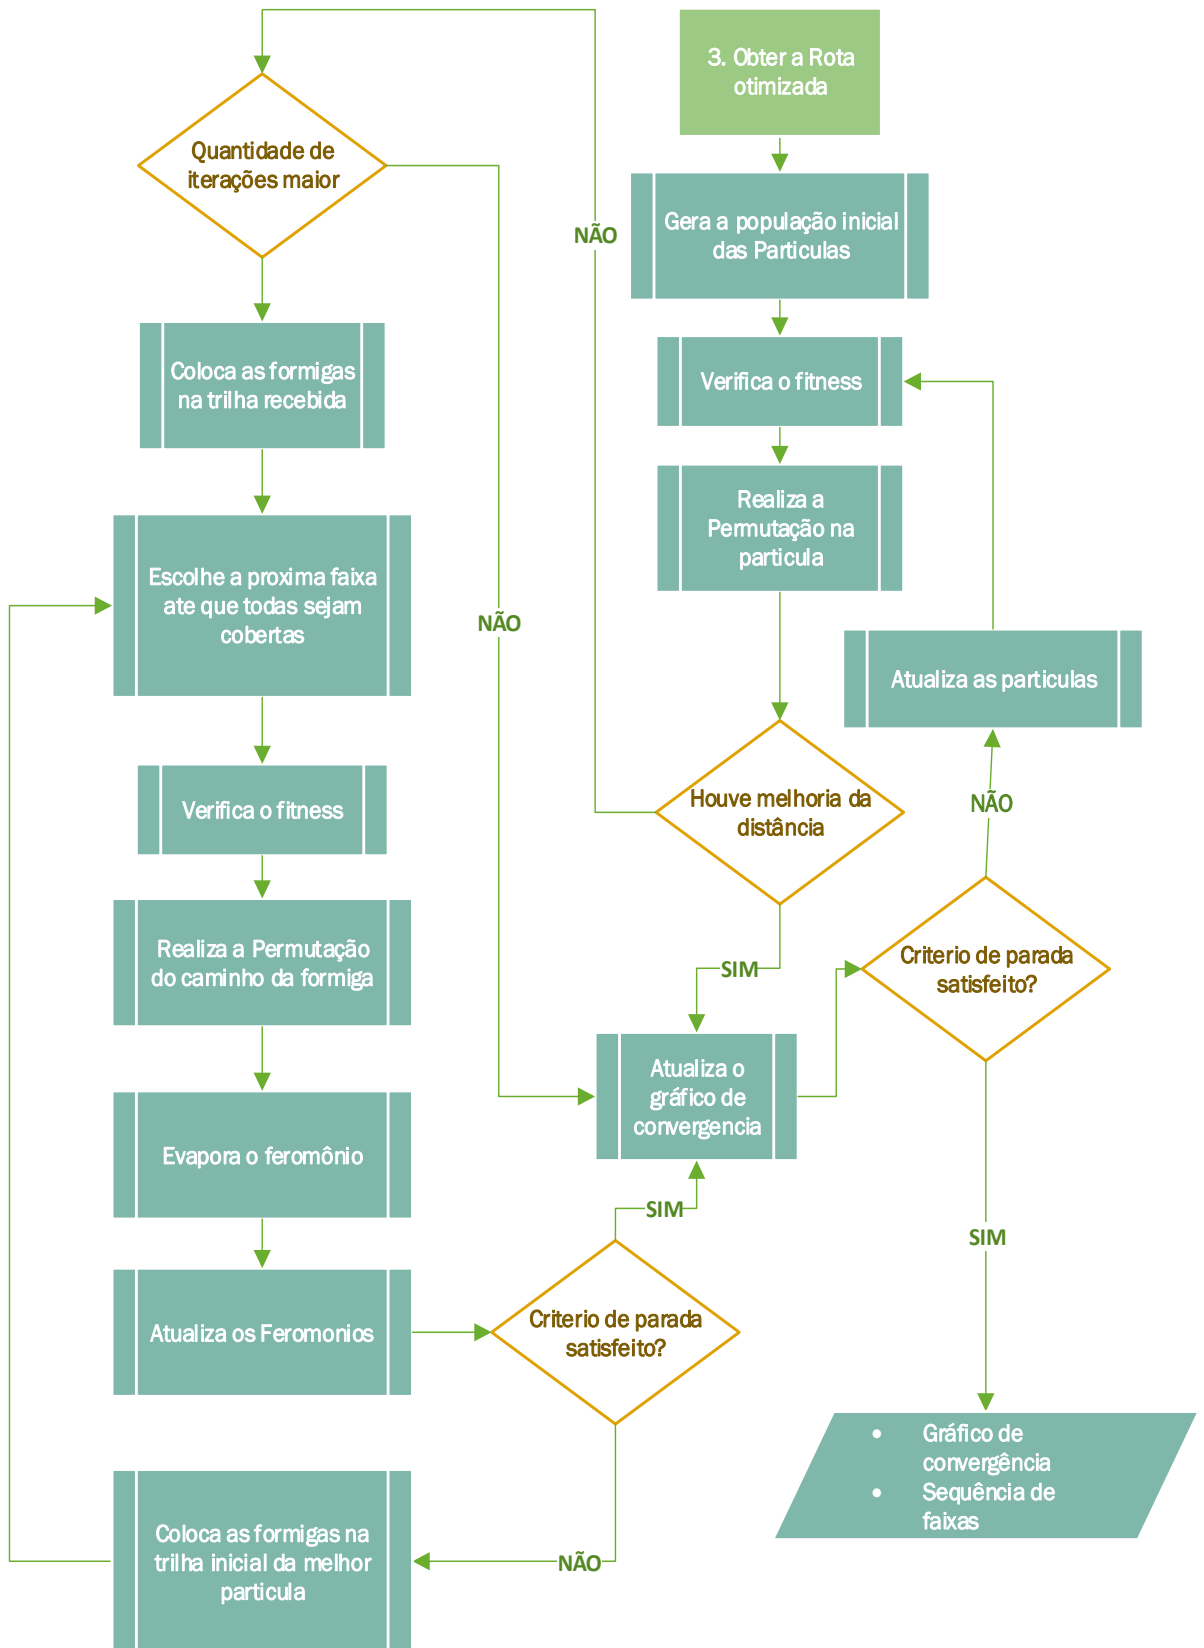 3. Obter a Rota
otimizada
Gera a população inicial
das Particulas
Verifica o fitness
Realiza a
Permutação na
particula
Houve melhoria da
distância
NÃO
SIM
Quantidade de
iterações maior
NÃO
Coloca as formigas
na trilha recebida
Escolhe a proxima faixa
ate que todas sejam
cobertas
Verifica o fitness
Realiza a Permutação
do caminho da formiga
Evapora o feromônio
Atualiza os Feromonios
Criterio de parada
satisfeito?
SIM
NÃO
Coloca as formigas na
trilha inicial da melhor
particula
Atualiza o
gráfico de
convergencia
Criterio de parada
satisfeito?
NÃO
Atualiza as particulas
SIM
• Gráfico de
convergência
• Sequência de
faixas